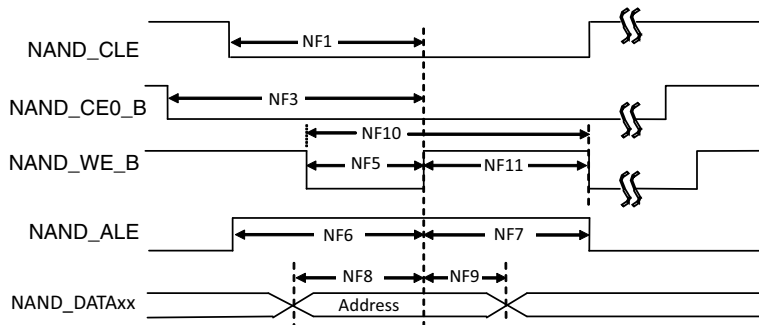 NAND_CLE
NF1
NAND_CE0_B
NF3
NF10
NAND_WE_B
NF5
NF11
NAND_ALE
NF6
NF7
NF8
NF9
NAND_DATAxx
Address